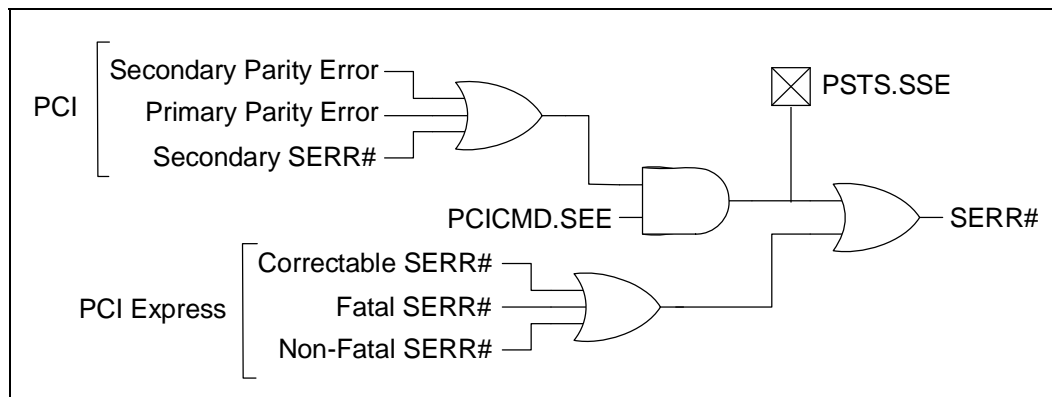 PCI
Secondary Parity Error
Primary Parity Error
Secondary SERR#
PSTS.SSE
PCICMD.SEE
SERR#
PCI Express
Correctable SERR#
Fatal SERR#
Non-Fatal SERR#